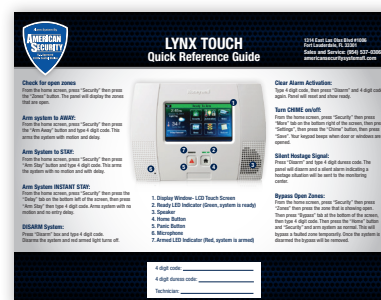 AMERICAN
SECURITY
LYNX TOUCH
Quick Reference Guide
1314 East Las Olas Blvd #1006
Fort Lauderdale, FL 33301
Sales and Service: (954) 537-0386
americansecuritysystemsfl.com
Check for open zones
From the home screen, press "Security" then press
the "Zones" button. The panel will display the zones
that are open.
Arm system to AWAY:
From the home screen, press "Security" then press
the "Arm Away" button and type 4 digit code. This
arms the system with motion and delay.
Arm System to STAY:
From the home screen, press "Security" then press
"Arm Stay" button and type 4 digit code. This arms
the system with no motion and with delay.
Arm System INSTANT STAY:
From the home screen, press "Security" then press the
"Delay" tab on the bottom left of the screen, then press
"Arm Stay" then type 4 digit code. Arms system with no
motion and no entry delay.
DISARM System:
Press "Disarm" box and type 4 digit code.
Disarms the system and red armed light turns off.
1
7
2
5
4
6
3
1. Display Window- LCD Touch Screen
2. Ready LED Indicator (Green, system is ready)
3. Speaker
4. Home Button
5. Panic Button
6. Microphone
7. Armed LED Indicator (Red, system is armed)
Clear Alarm Activation:
Type 4 digit code, then press "Disarm" and 4 digit code
again. Panel will reset and show ready.
Turn CHIME on/off:
From the home screen, press "Security" then press
"More" tab on the bottom right of the screen, then press
"Settings", then press the "Chime" button, then press
"Save". Your keypad beeps when door or windows are
opened.
Silent Hostage Signal:
Press "Disarm" and type 4 digit duress code. The
panel will disarm and a silent alarm indicating a
hostage situation will be sent to the monitoring
center.
Bypass Open Zones:
From the home screen, press "Security" then press
"Zones" then press the zone that is showing open.
Then press "Bypass" tab at the bottom of the screen,
then type 4 digit code. Then press the "Home" button
and "Security" and arm system as normal. This will
bypass a faulted zone temporarily. Once the system is
disarmed the bypass will be removed.
4 digit code:
4 digit duress code:
Technician: